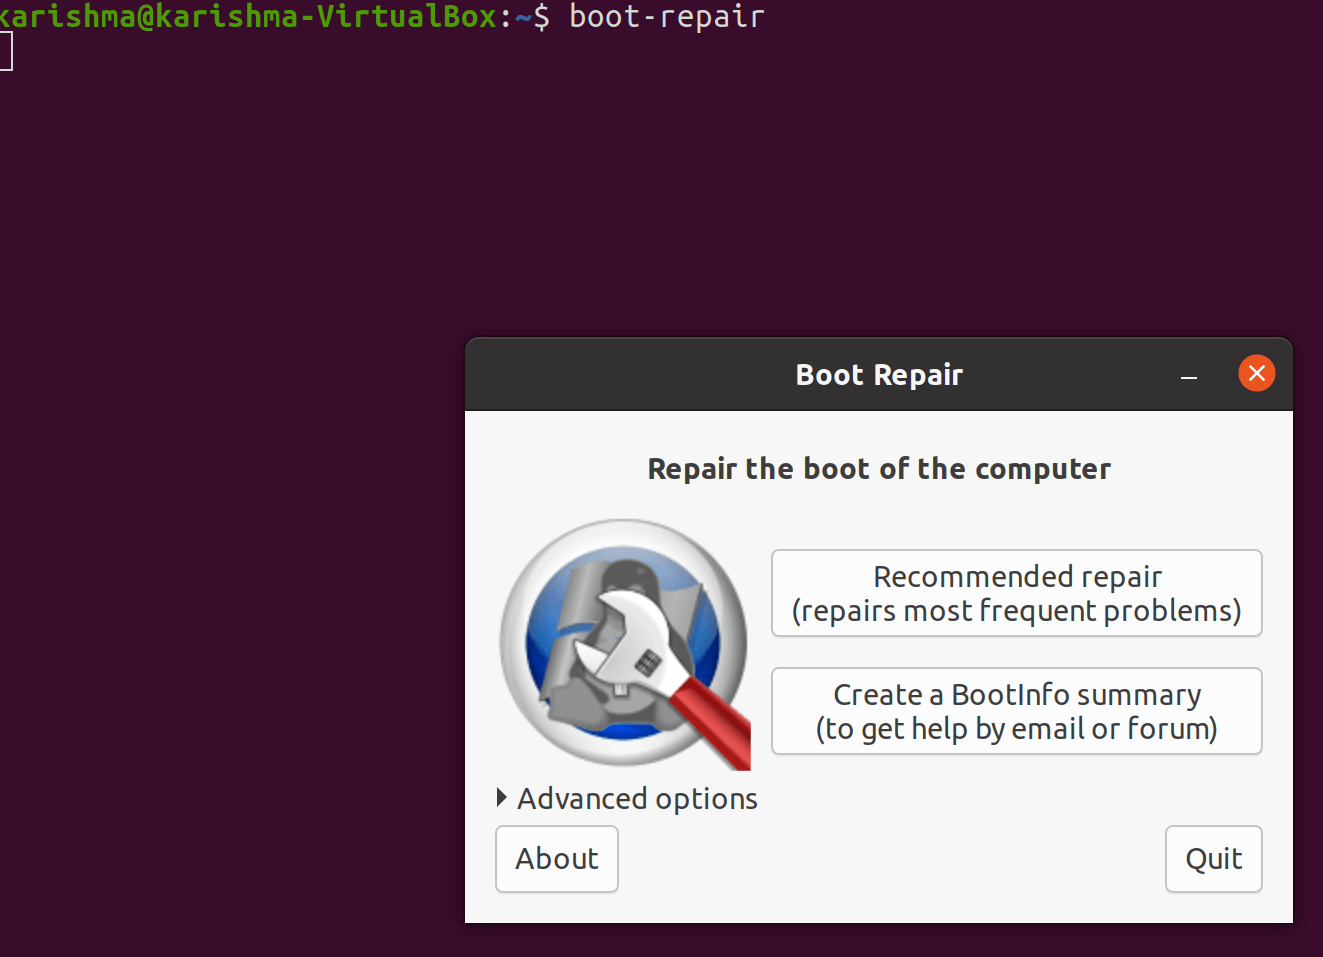 karishma@karishma-VirtualBox:~$ boot-repair
Boot Repair
Repair the boot of the computer
Recommended repair
(repairs most frequent problems)
Create a BootInfo summary
(to get help by email or forum)
Advanced options
About
Quit